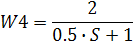 W4 = 2 / (0.5 · S + 1)